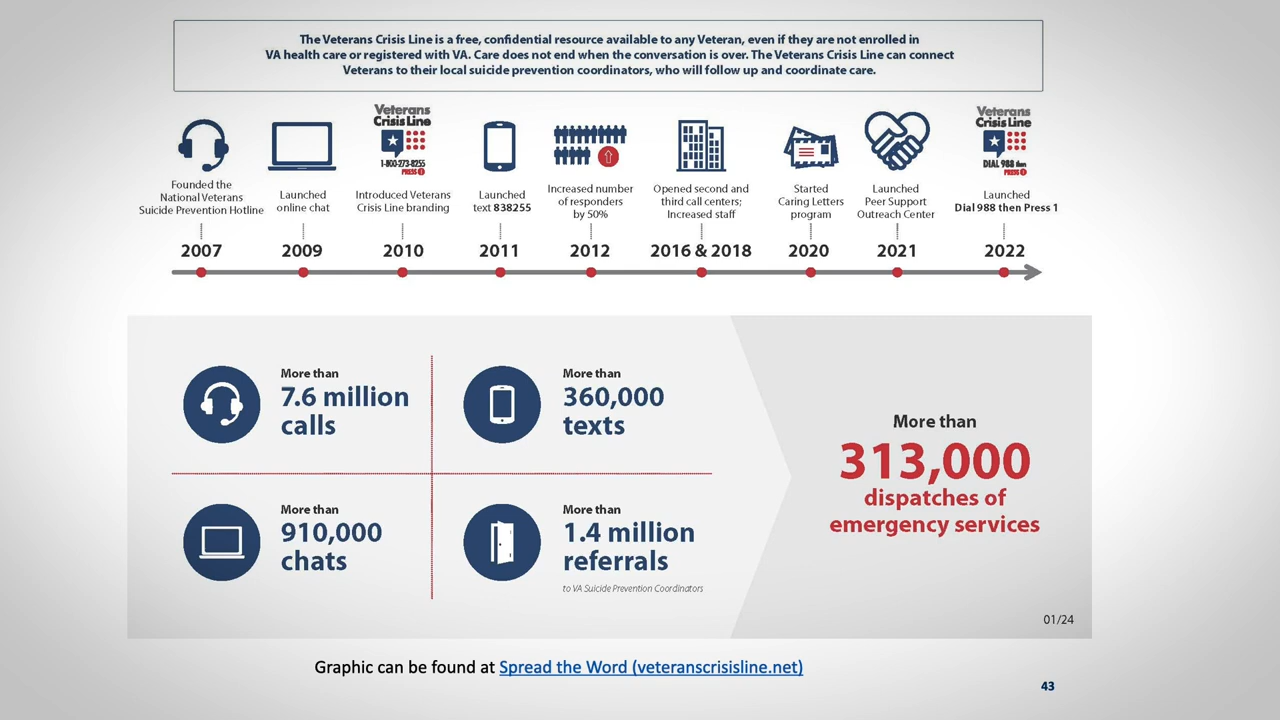 The Veterans Crisis Line is a free, confidential resource available to any Veteran, even if they are not enrolled in
VA health care or registered with VA. Care does not end when the conversation is over. The Veterans Crisis Line can connect
Veterans to their local suicide prevention coordinators, who will follow up and coordinate care.
Founded the
National Veterans
Suicide Prevention Hotline
2007
Launched
online chat
2009
Veterans
Crisis Line
1-800-273-8255
PRESS 1
Introduced Veterans
Crisis Line branding
2010
Launched
text 838255
2011
Increased number
of responders
by 50%
2012
Opened second and
third call centers;
Increased staff
2016 & 2018
Started
Caring Letters
program
2020
Launched
Peer Support
Outreach Center
2021
Veterans
Crisis Line
DIAL 988 then
PRESS 1
Launched
Dial 988 then Press 1
2022
More than
7.6 million
calls
More than
360,000
texts
More than
910,000
chats
More than
1.4 million
referrals
to VA Suicide Prevention Coordinators
More than
313,000
dispatches of
emergency services
01/24
Graphic can be found at Spread the Word (veteranscrisisline.net)
43